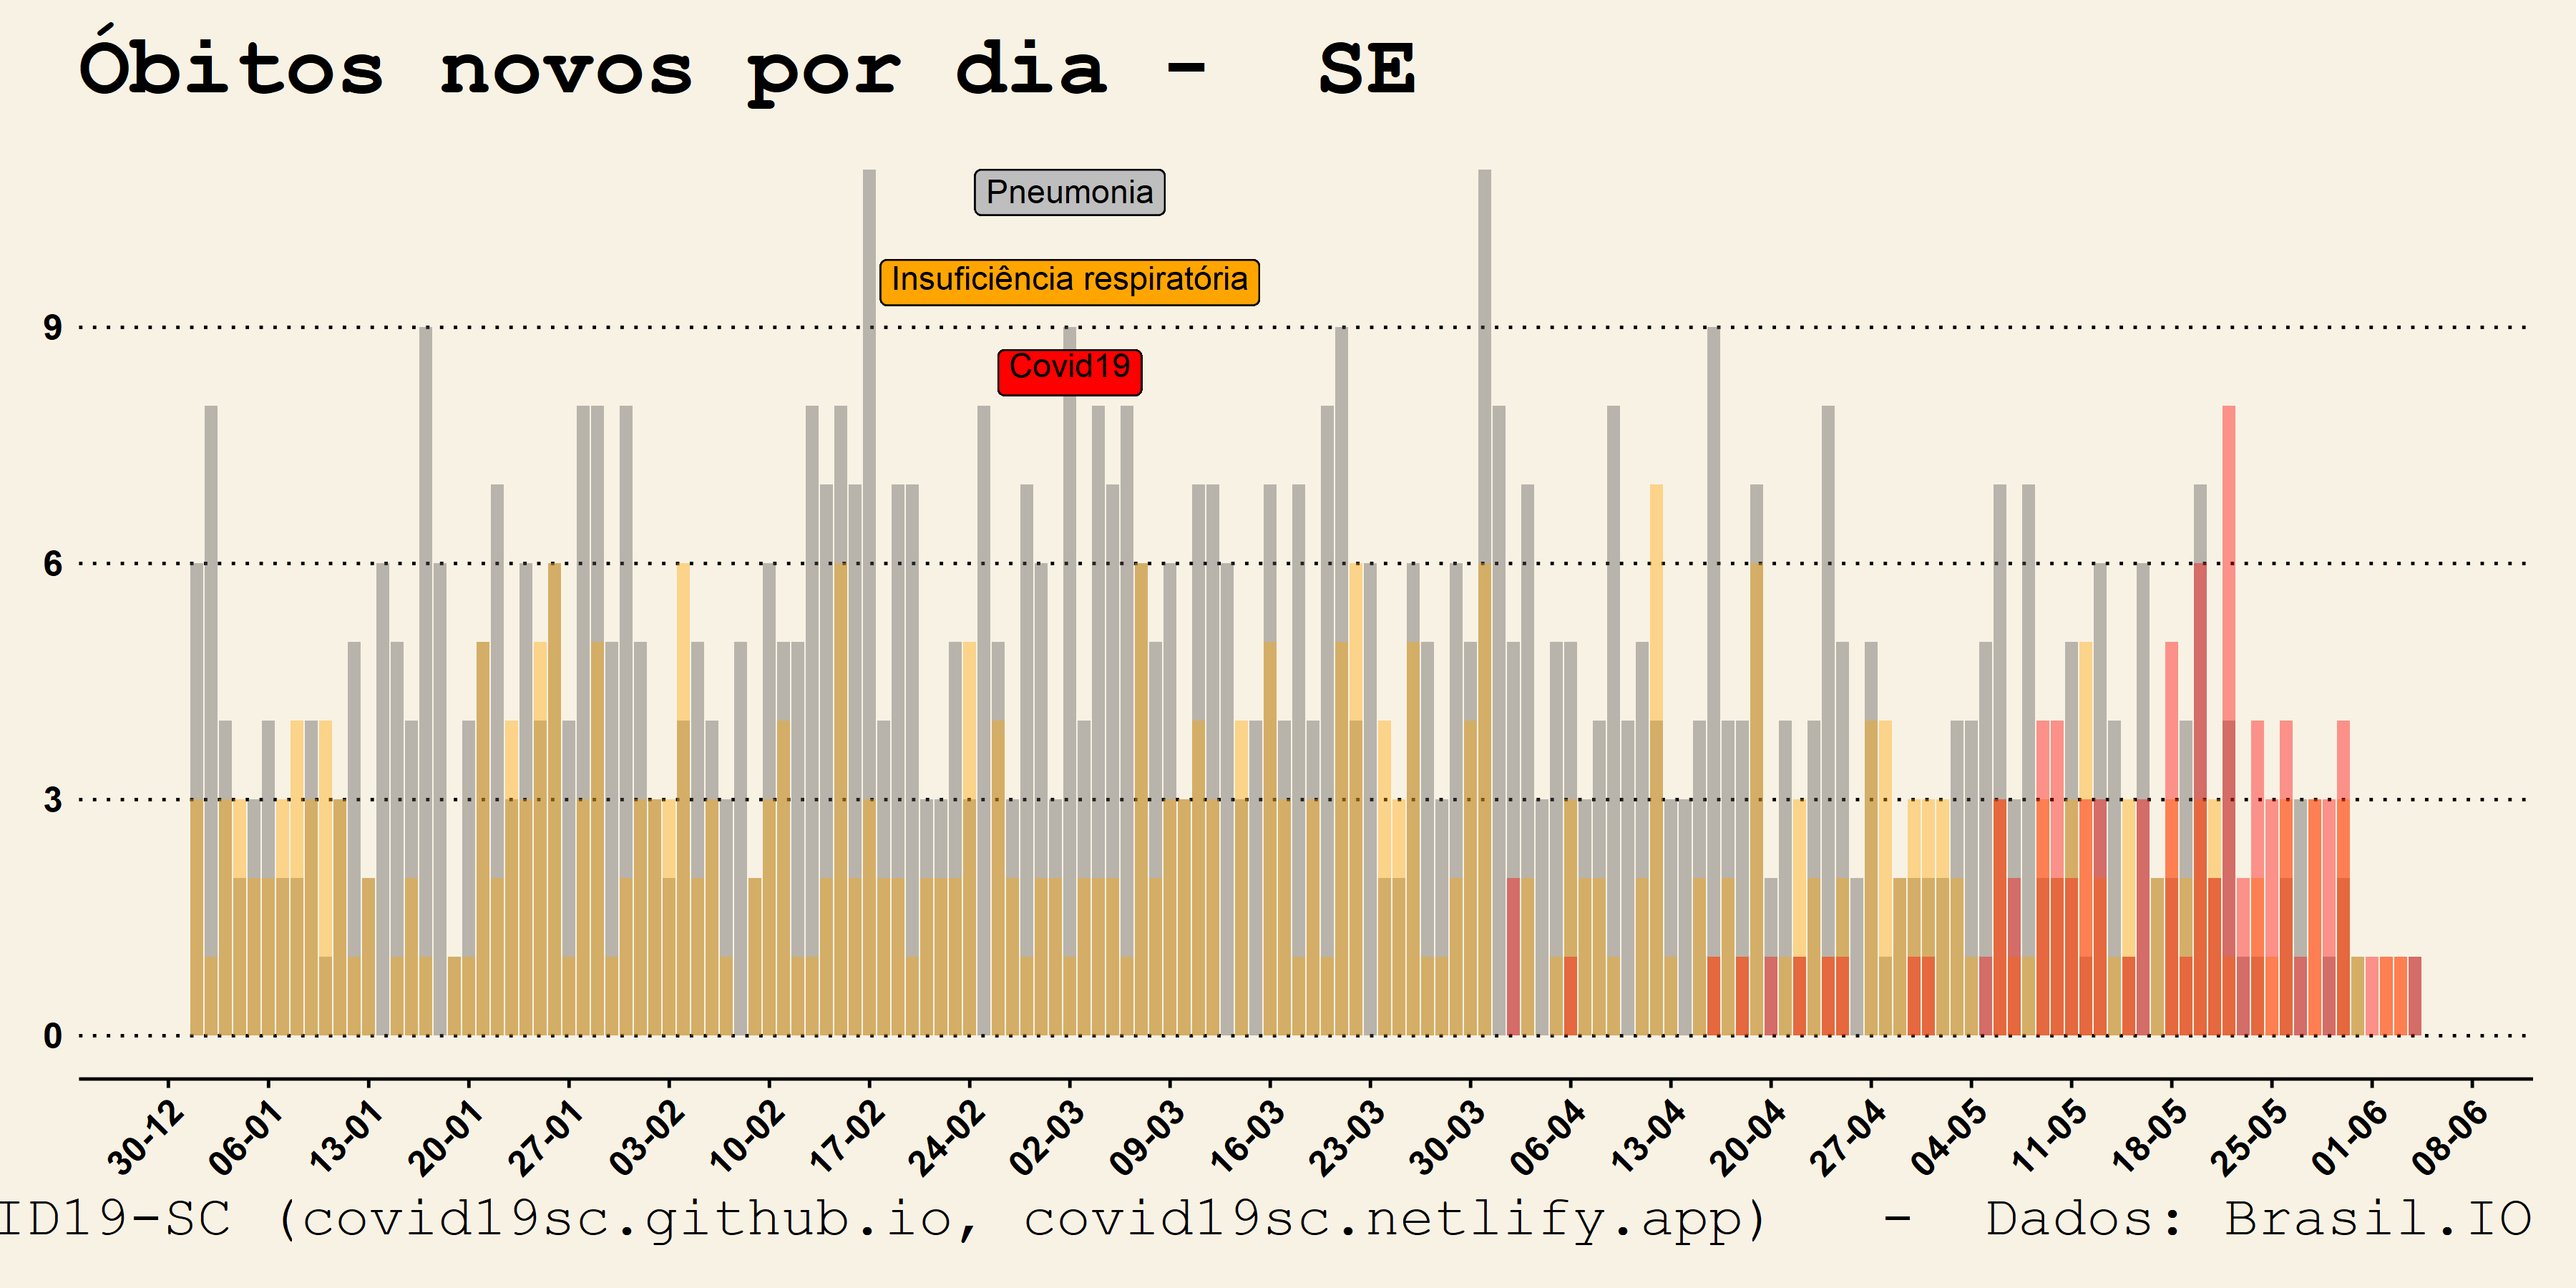 Óbitos novos por dia - SE
Pneumonia
Insuficiência respiratória
Covid19
9
6
3
0
30-12 06-01 13-01 20-01 27-01 03-02 10-02 17-02 24-02 02-03 09-03 16-03 23-03 30-03 06-04 13-04 20-04 27-04 04-05 11-05 18-05 25-05 01-06 08-06
ID19-SC (covid19sc.github.io, covid19sc.netlify.app) - Dados: Brasil.IO